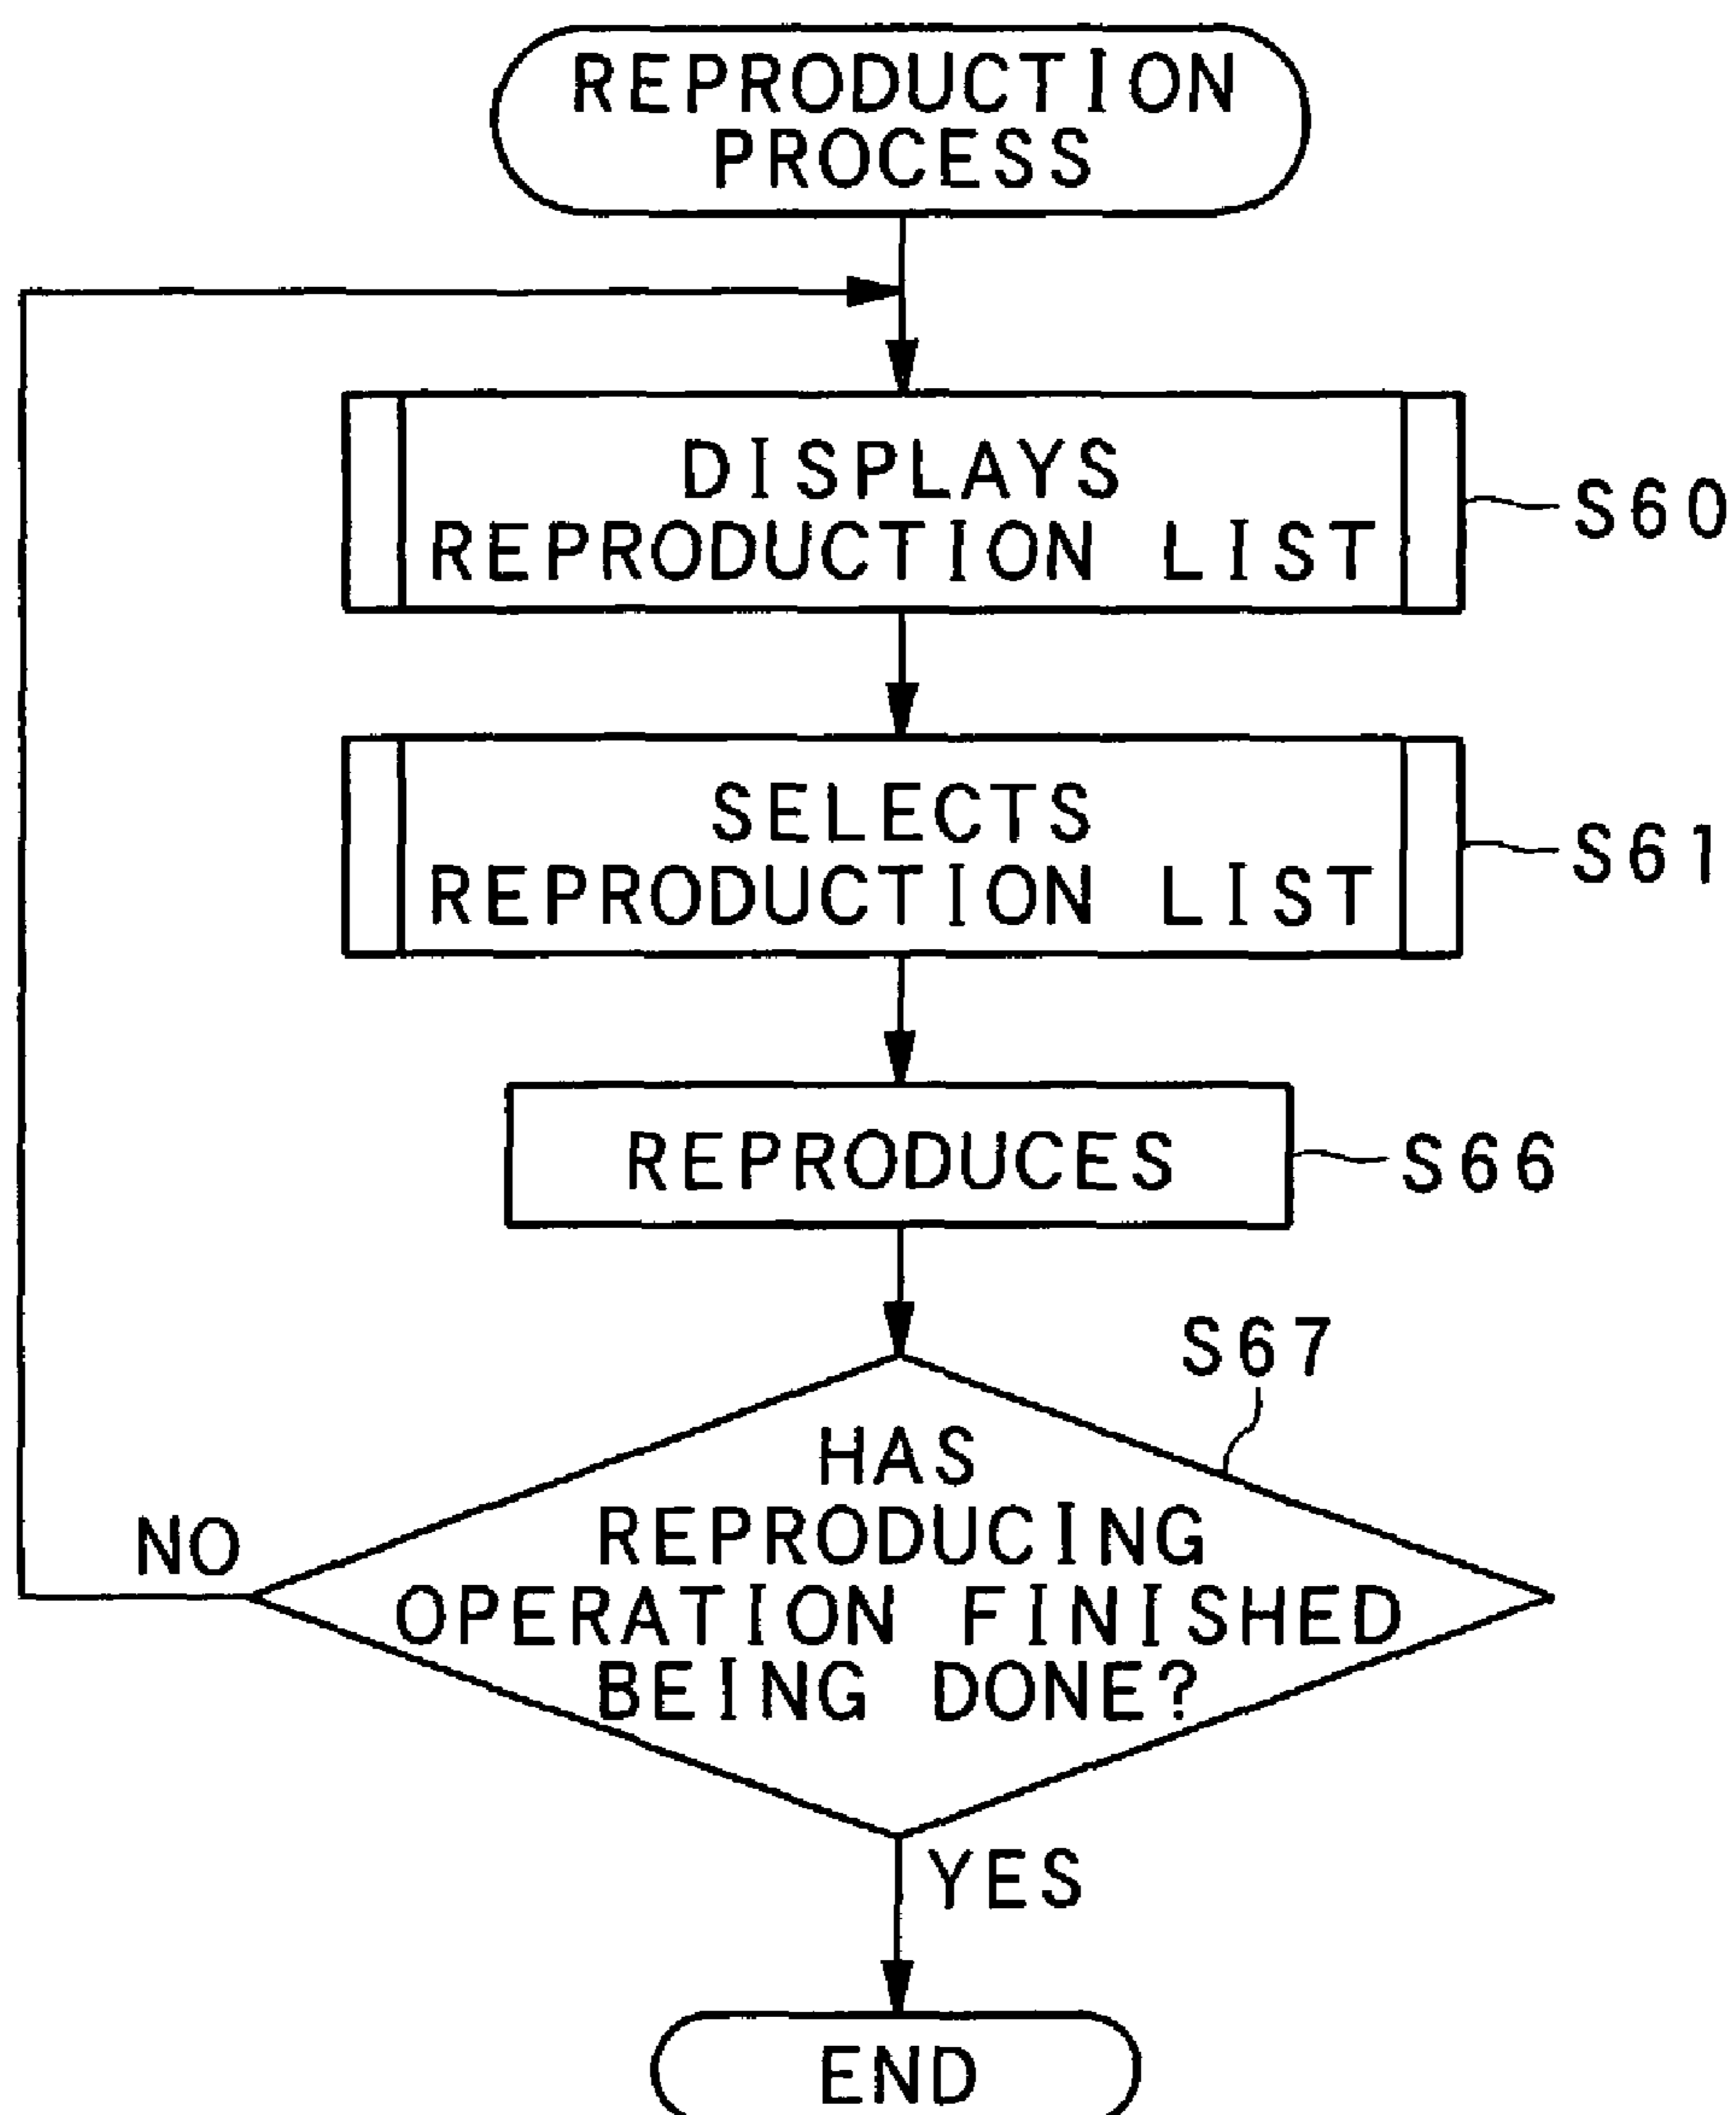 REPRODUCTION
PROCESS
DISPLAYS
REPRODUCTION LIST
S60
SELECTS
REPRODUCTION LIST
S61
REPRODUCES
S66
S67
HAS
REPRODUCING
OPERATION FINISHED
BEING DONE?
NO
YES
END